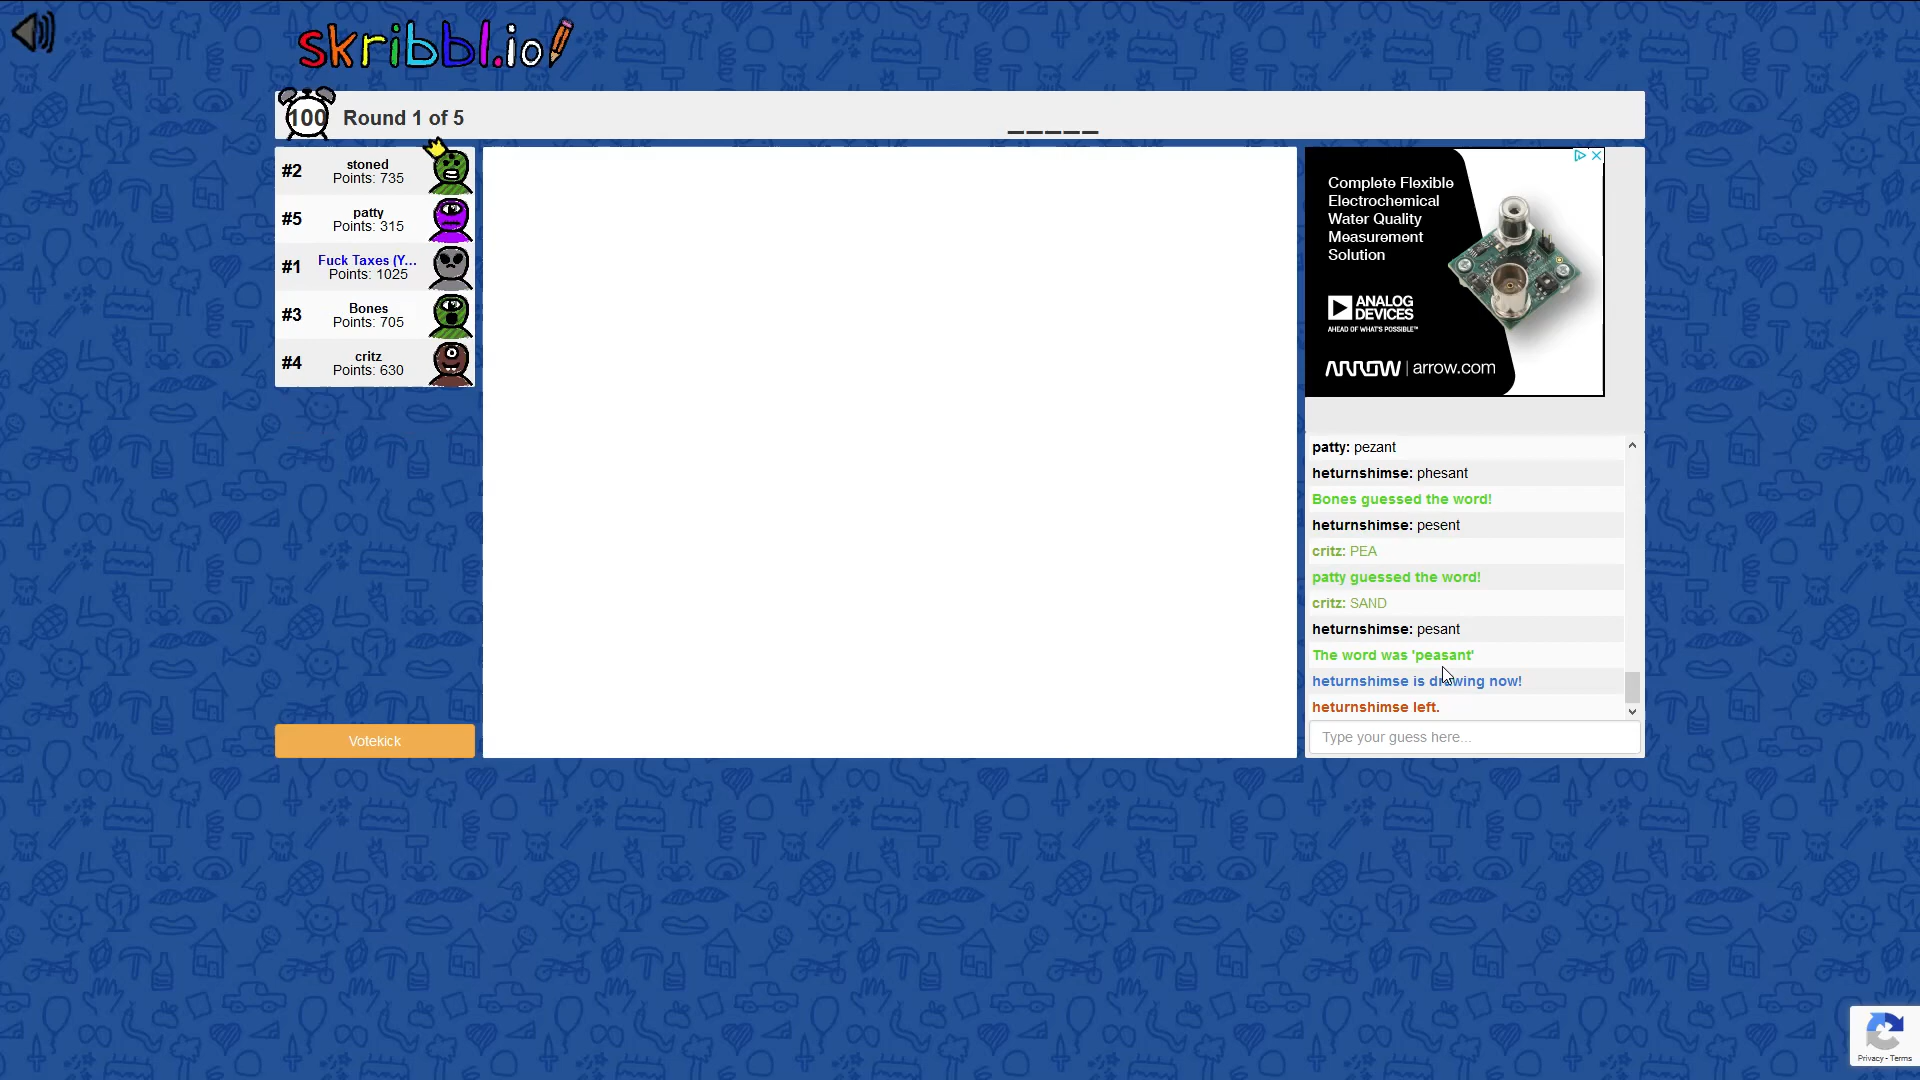 skribbl.io
100 Round 1 of 5
_ _ _ _ _
#2 stoned
Points: 735
#5 patty
Points: 315
#1 Fuck Taxes (Y...
Points: 1025
#3 Bones
Points: 705
#4 critz
Points: 630
Votekick
Complete Flexible
Electrochemical
Water Quality
Measurement
Solution
ANALOG
DEVICES
AHEAD OF WHAT'S POSSIBLE™
ARROW | arrow.com
patty: pezant
heturnshimse: phesant
Bones guessed the word!
heturnshimse: pesent
critz: PEA
patty guessed the word!
critz: SAND
heturnshimse: pesant
The word was 'peasant'
heturnshimse is drawing now!
heturnshimse left.
Type your guess here...
Privacy - Terms